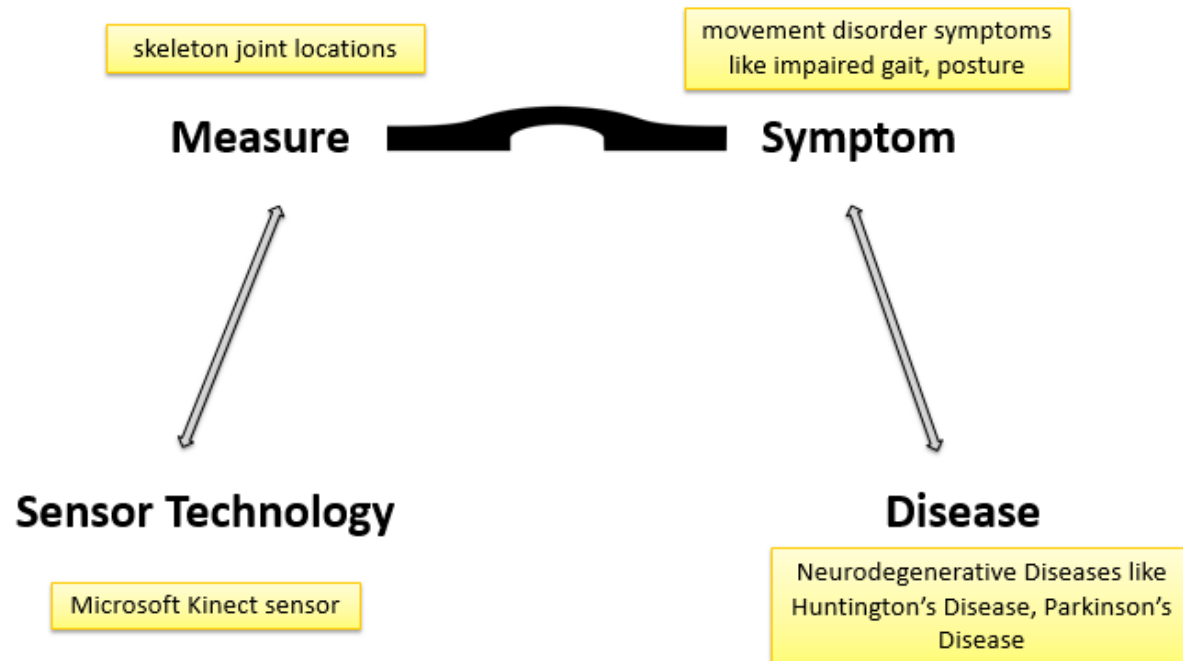 skeleton joint locations
movement disorder symptoms
like impaired gait, posture
Measure
Symptom
Sensor Technology
Disease
Microsoft Kinect sensor
Neurodegenerative Diseases like
Huntington’s Disease, Parkinson’s
Disease